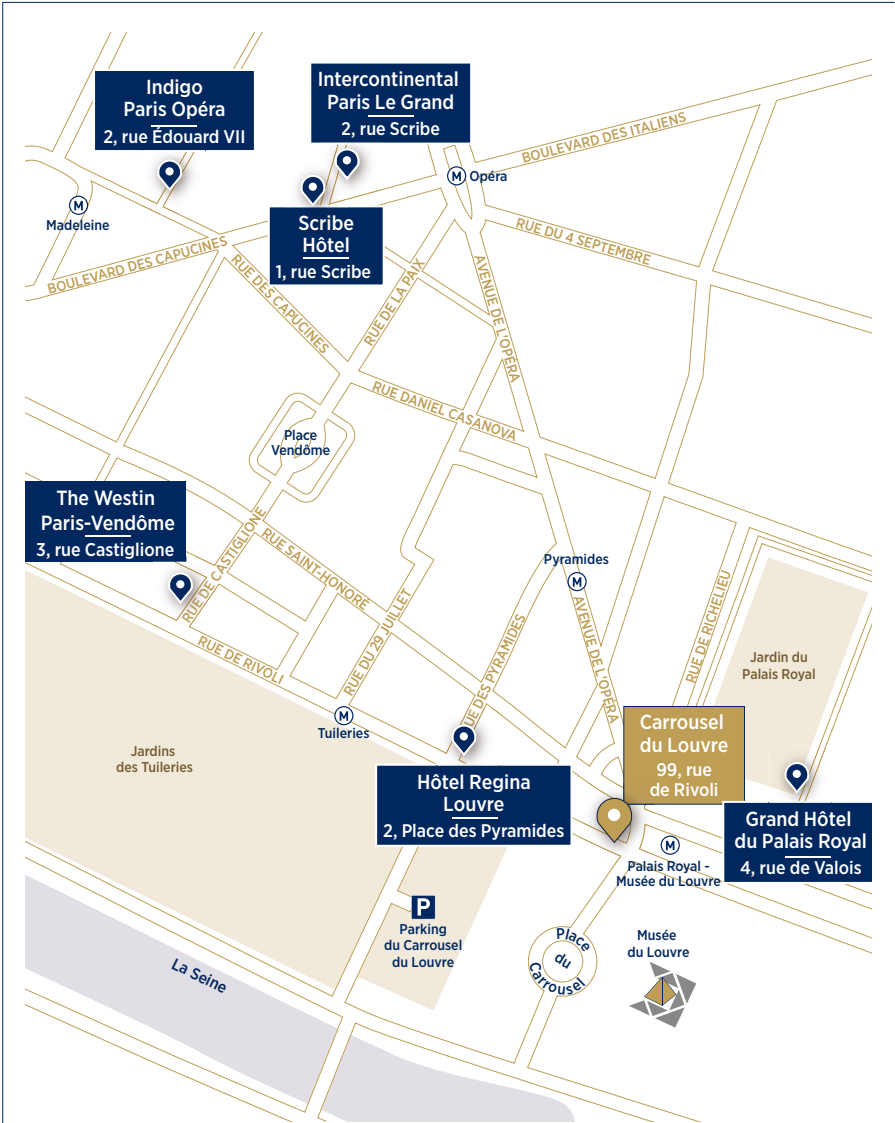 Indigo
Paris Opéra
2, rue Édouard VII
Intercontinental
Paris Le Grand
2, rue Scribe
BOULEVARD DES ITALIENS
M Opéra
M
Madeleine
Scribe
Hôtel
1, rue Scribe
RUE DU 4 SEPTEMBRE
BOULEVARD DES CAPUCINES
RUE DES CAPUCINES
RUE DE LA PAIX
AVENUE DE L'OPÉRA
RUE DANIEL CASANOVA
Place
Vendôme
The Westin
Paris-Vendôme
3, rue Castiglione
RUE DE CASTIGLIONE
RUE SAINT-HONORÉ
Pyramides
M
RUE DU 29 JUILLET
RUE DES PYRAMIDES
AVENUE DE L'OPÉRA
RUE DE RICHELIEU
RUE DE RIVOLI
Jardin du
Palais Royal
M
Tuileries
Jardins
des Tuileries
Carrousel
du Louvre
99, rue
de Rivoli
Hôtel Regina
Louvre
2, Place des Pyramides
Grand Hôtel
du Palais Royal
4, rue de Valois
M
Palais Royal -
Musée du Louvre
P
Parking
du Carrousel
du Louvre
Place
du
Carrousel
Musée
du Louvre
La Seine